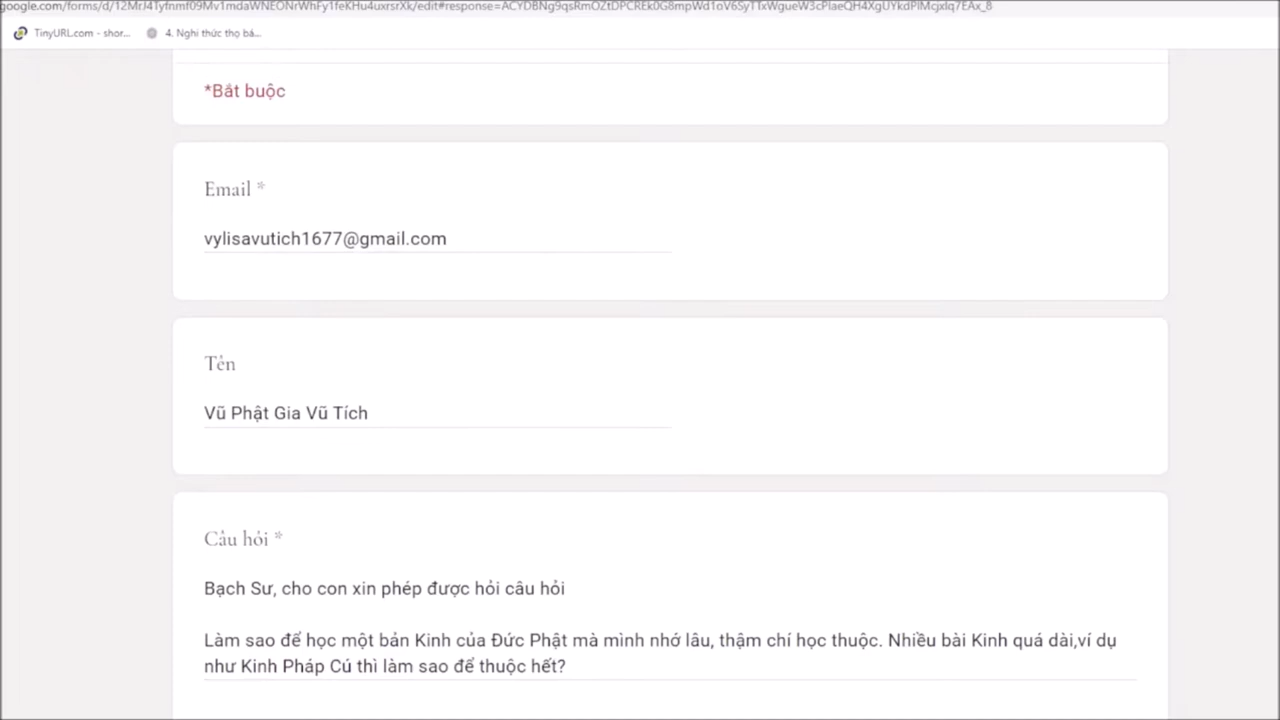 google.com/forms/d/12MrJ4Tyfnmf09Mv1mdaWNEONrWhFy1feKHu4uxrsrXk/edit#response=ACYDBNg9qsRmOZtDPCREk0G8mpWd1oV6SyTTxWgueW3cPlaeQH4XgUYkdPlMcjxlq7EAx_8
TinyURL.com - shor... 4. Nghi thức thọ bá...
*Bắt buộc
Email *
vylisavutich1677@gmail.com
Tên
Vũ Phật Gia Vũ Tích
Câu hỏi *
Bạch Sư, cho con xin phép được hỏi câu hỏi
Làm sao để học một bản Kinh của Đức Phật mà mình nhớ lâu, thậm chí học thuộc. Nhiều bài Kinh quá dài,ví dụ
như Kinh Pháp Cú thì làm sao để thuộc hết?